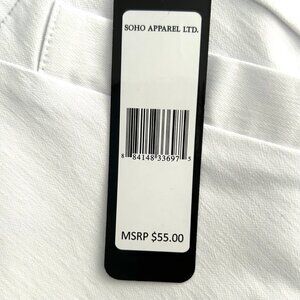 SOHO APPAREL LTD.
8 84148 33697 5
MSRP $55.00